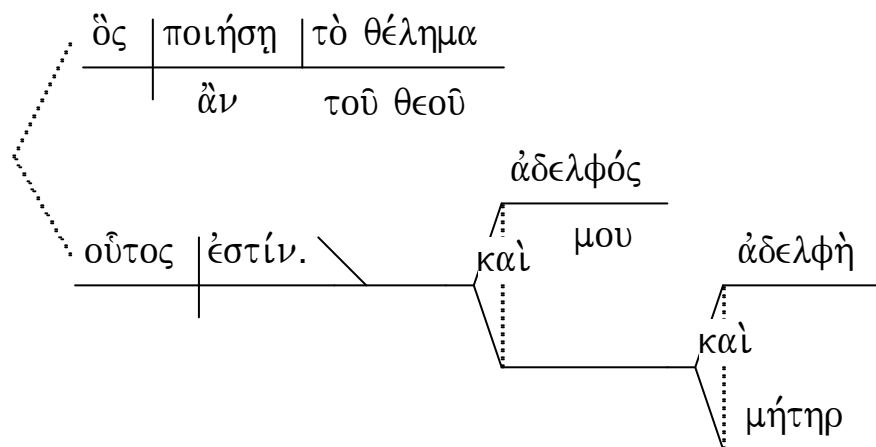 ὃς ποιήσῃ τὸ θέλημα
ἂν τοῦ θεοῦ
ἀδελφός
μου
οὗτος ἐστίν. καὶ ἀδελφὴ
καὶ
μήτηρ